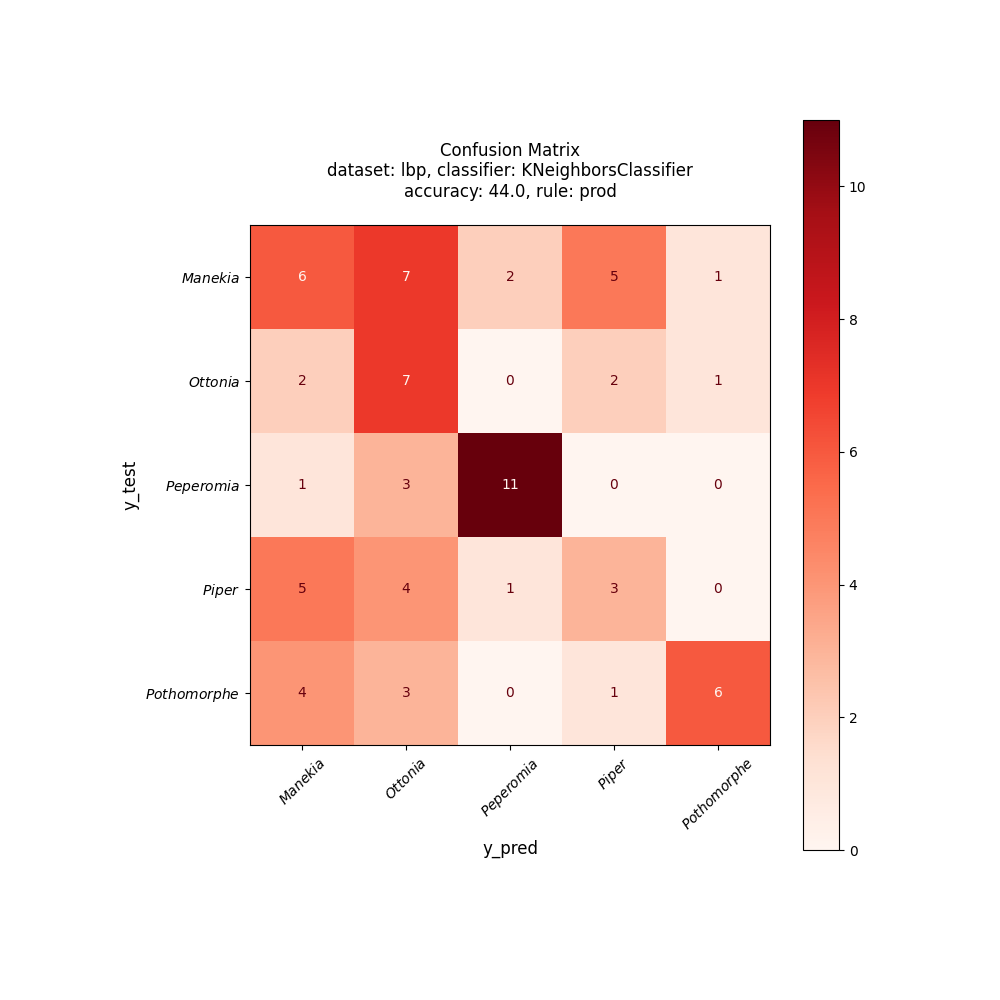 Confusion Matrix
dataset: lbp, classifier: KNeighborsClassifier
accuracy: 44.0, rule: prod
Manekia 6 7 2 5 1
Ottonia 2 7 0 2 1
Peperomia 1 3 11 0 0
Piper 5 4 1 3 0
Pothomorphe 4 3 0 1 6
Manekia Ottonia Peperomia Piper Pothomorphe
y_pred
y_test
10
8
6
4
2
0